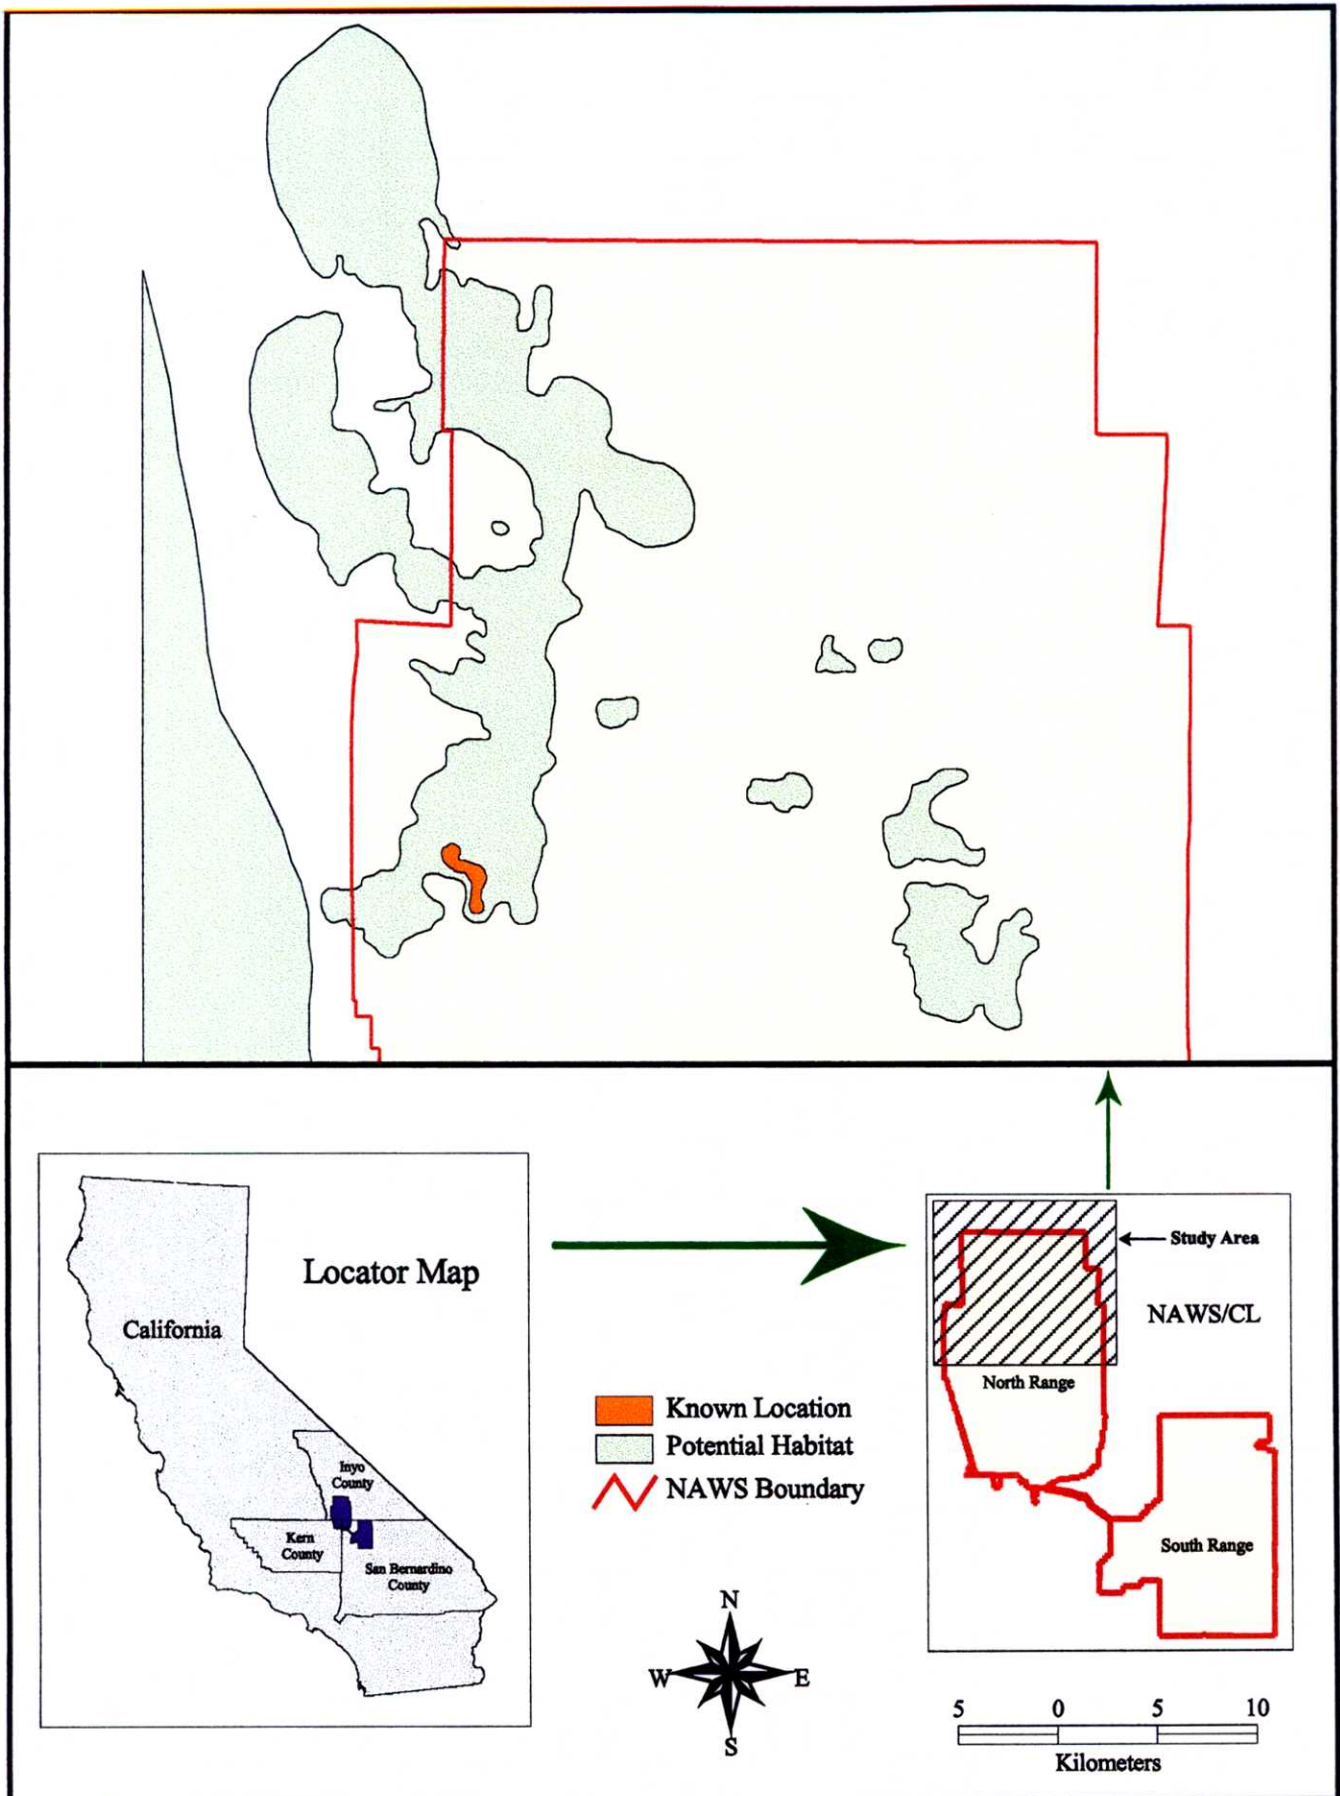 Locator Map
California
Inyo
County
Kern
County
San Bernardino
County
Known Location
Potential Habitat
NAWS Boundary
N
W
E
S
Study Area
NAWS/CL
North Range
South Range
5 0 5 10
Kilometers